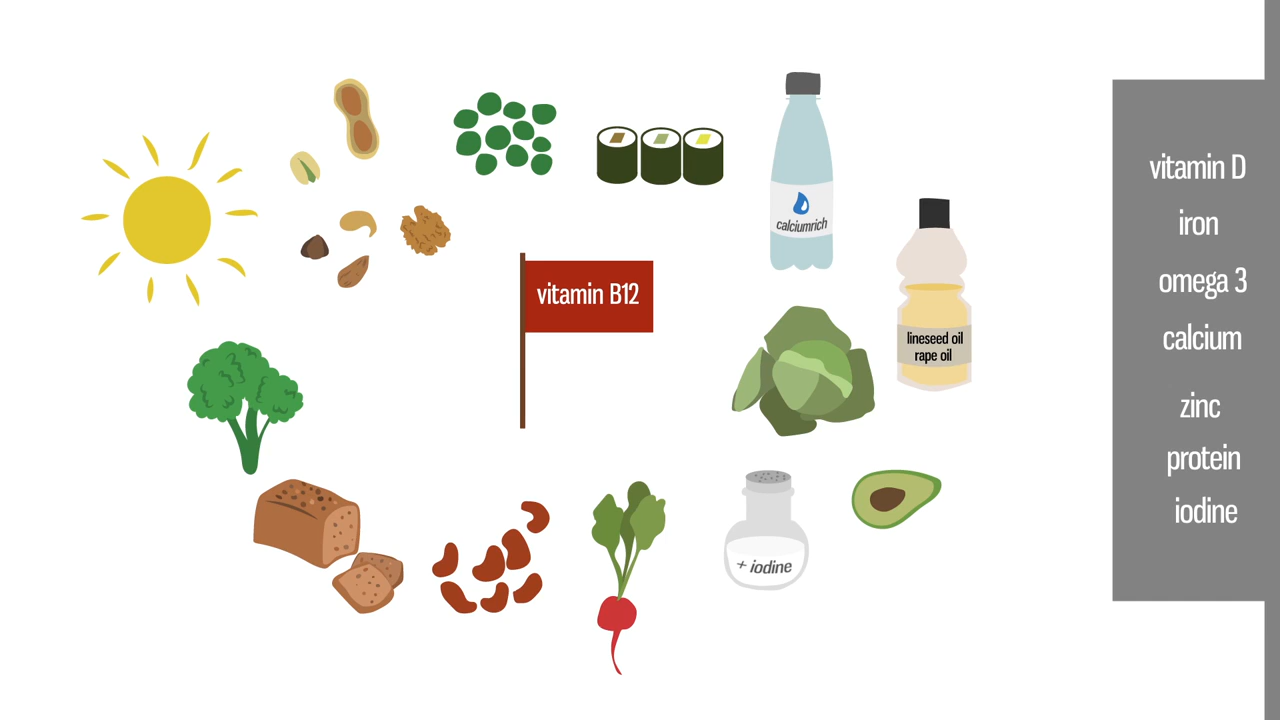 calciumrich
vitamin B12
lineseed oil
rape oil
+ iodine
vitamin D
iron
omega 3
calcium
zinc
protein
iodine